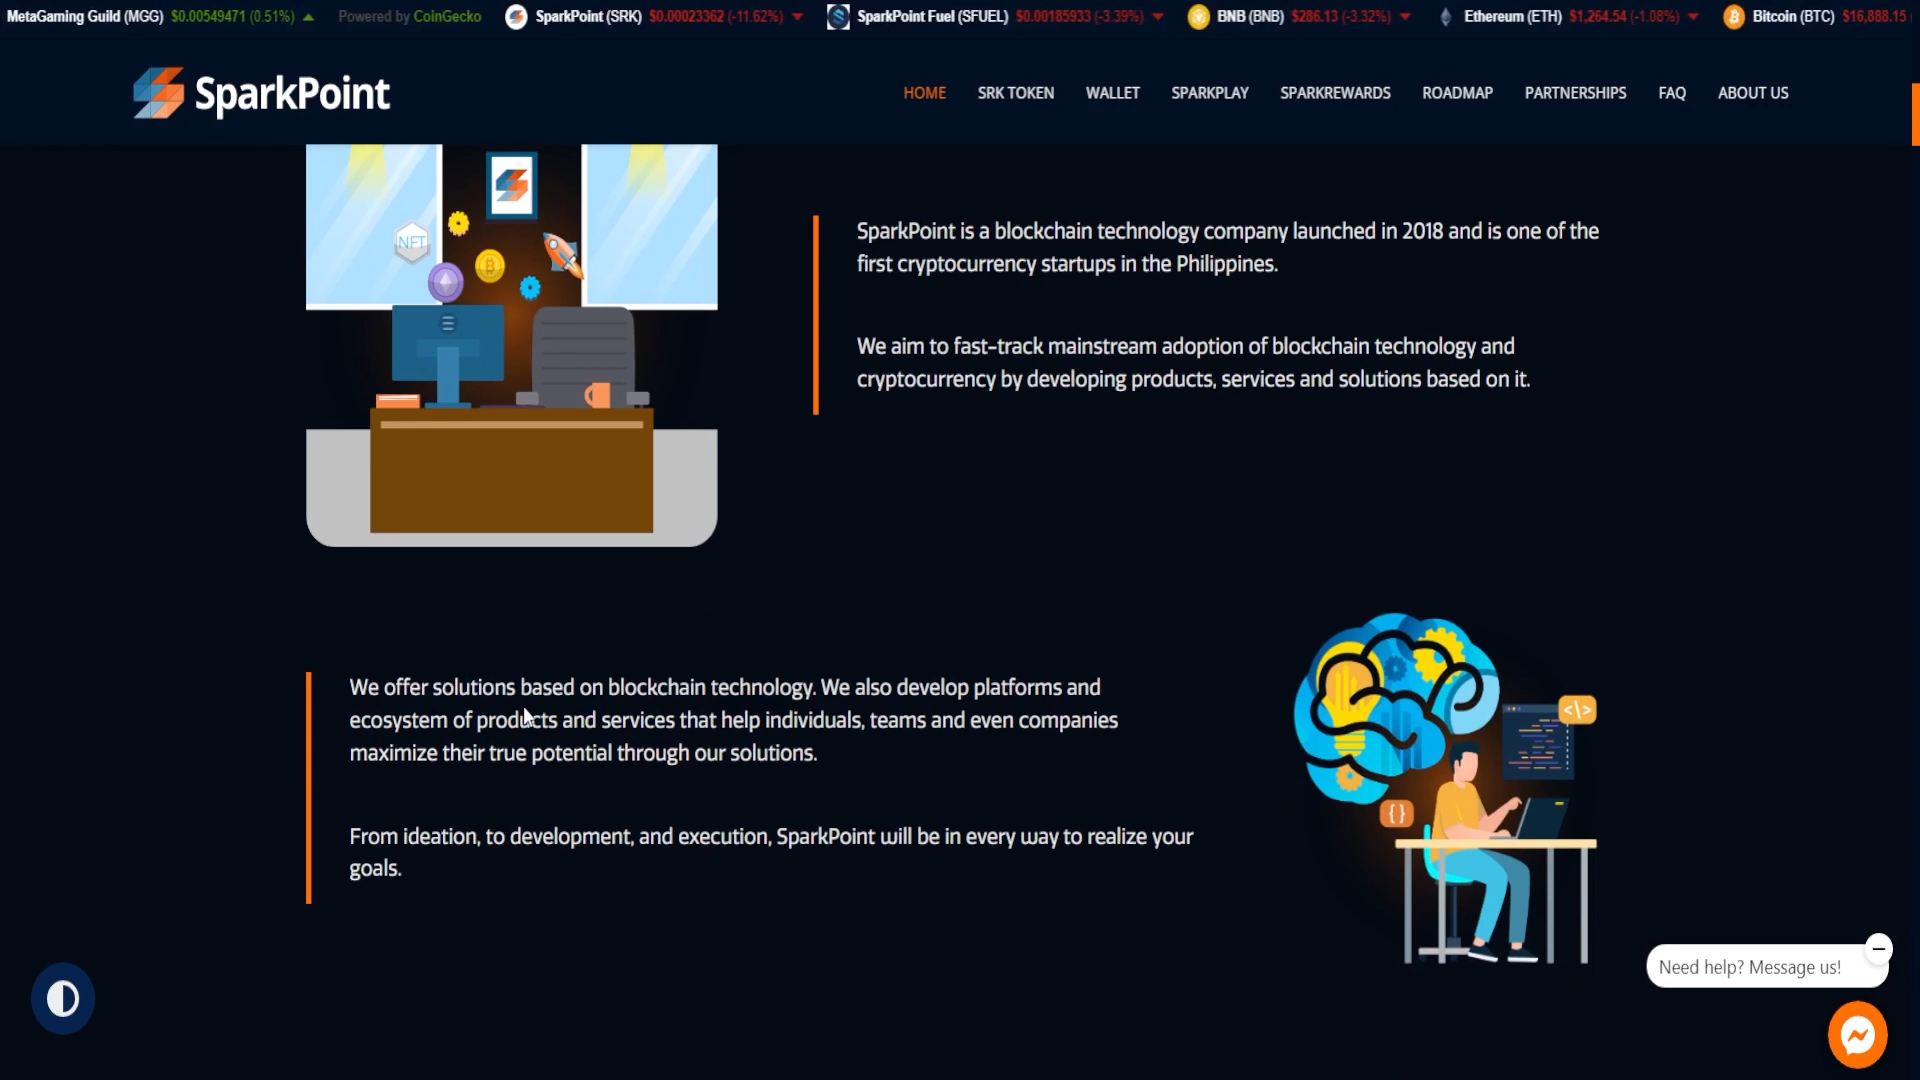 MetaGaming Guild (MGG) $0.00549471 (0.51%) Powered by CoinGecko SparkPoint (SRK) $0.00023362 (-11.62%) SparkPoint Fuel (SFUEL) $0.00185933 (-3.39%) BNB (BNB) $286.13 (-3.32%) Ethereum (ETH) $1,264.54 (-1.08%) Bitcoin (BTC) $16,888.15
SparkPoint
HOME SRK TOKEN WALLET SPARKPLAY SPARKREWARDS ROADMAP PARTNERSHIPS FAQ ABOUT US
NFT
SparkPoint is a blockchain technology company launched in 2018 and is one of the
first cryptocurrency startups in the Philippines.
We aim to fast-track mainstream adoption of blockchain technology and
cryptocurrency by developing products, services and solutions based on it.
We offer solutions based on blockchain technology. We also develop platforms and
ecosystem of products and services that help individuals, teams and even companies
maximize their true potential through our solutions.
From ideation, to development, and execution, SparkPoint will be in every way to realize your
goals.
</>
{}
Need help? Message us!